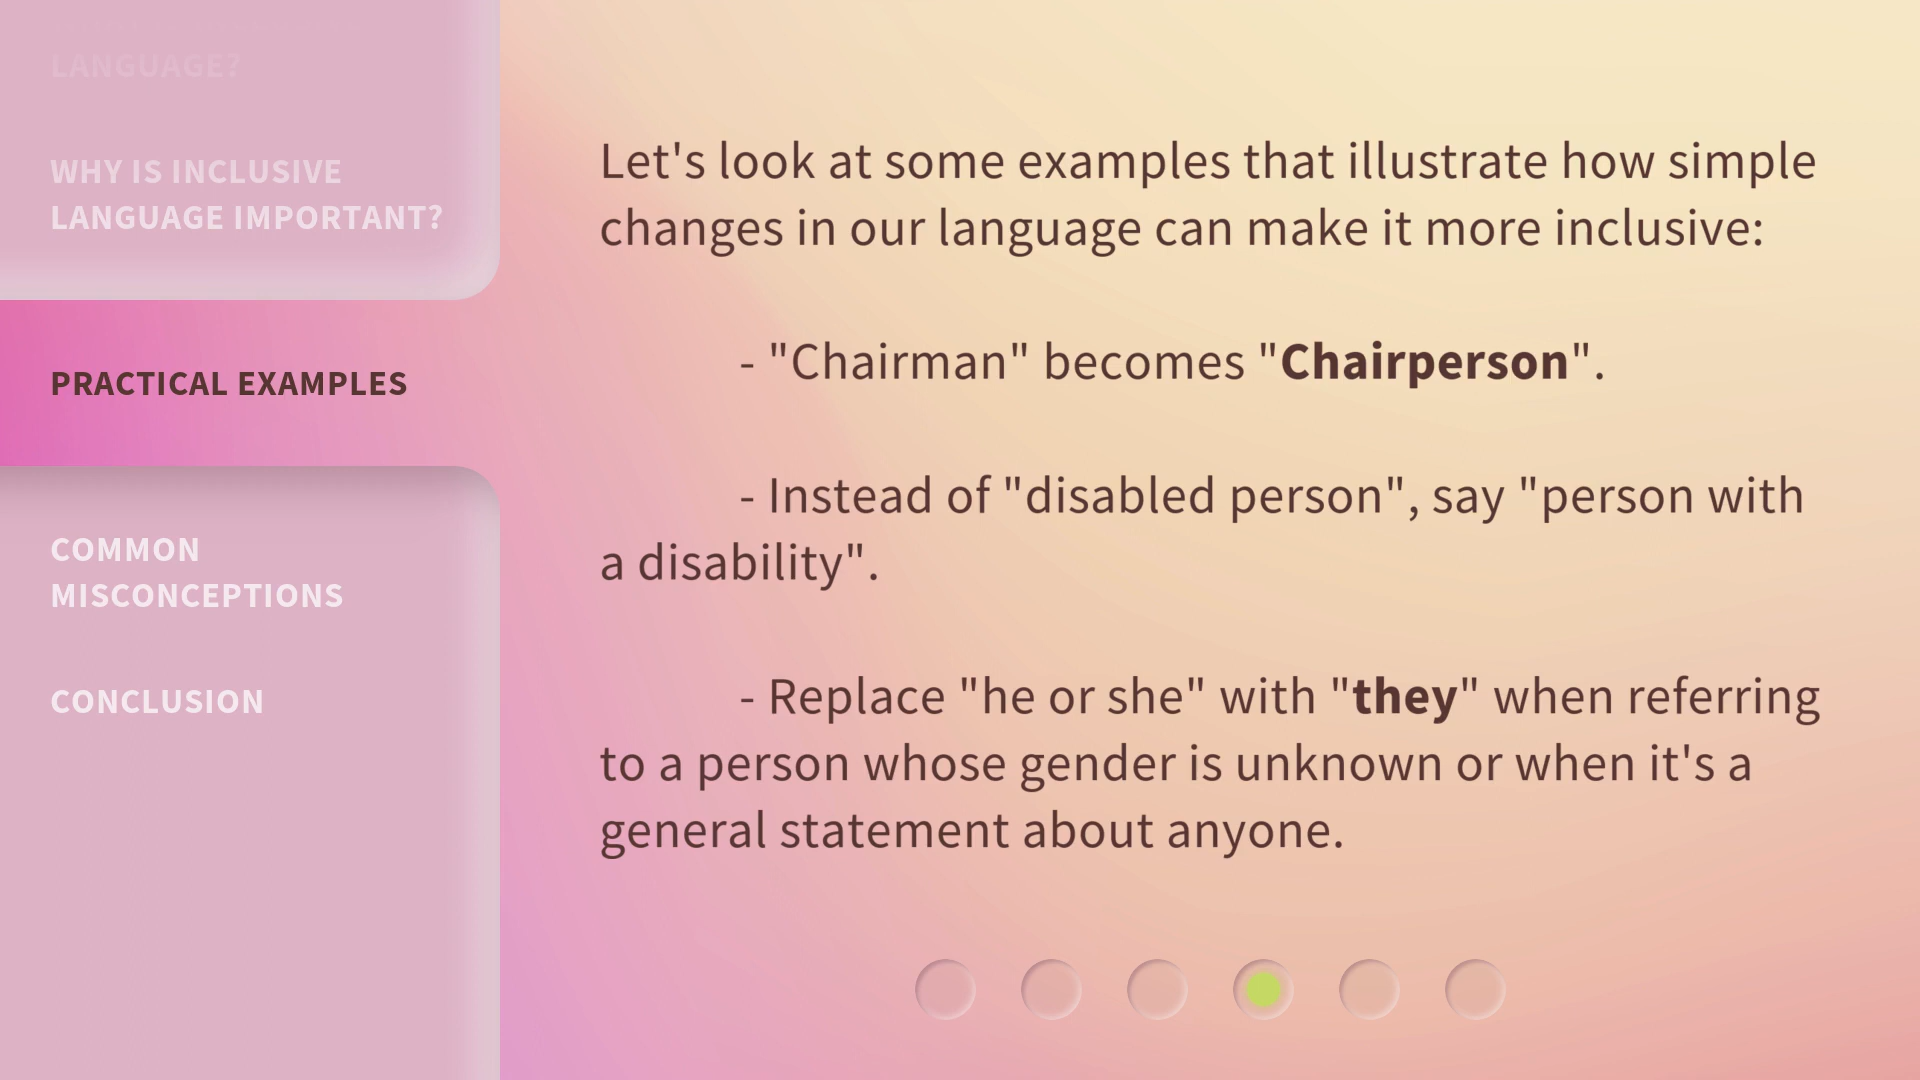 LANGUAGE?
WHY IS INCLUSIVE
LANGUAGE IMPORTANT?
PRACTICAL EXAMPLES
COMMON
MISCONCEPTIONS
CONCLUSION
Let's look at some examples that illustrate how simple
changes in our language can make it more inclusive:
- "Chairman" becomes "Chairperson".
- Instead of "disabled person", say "person with
a disability".
- Replace "he or she" with "they" when referring
to a person whose gender is unknown or when it's a
general statement about anyone.